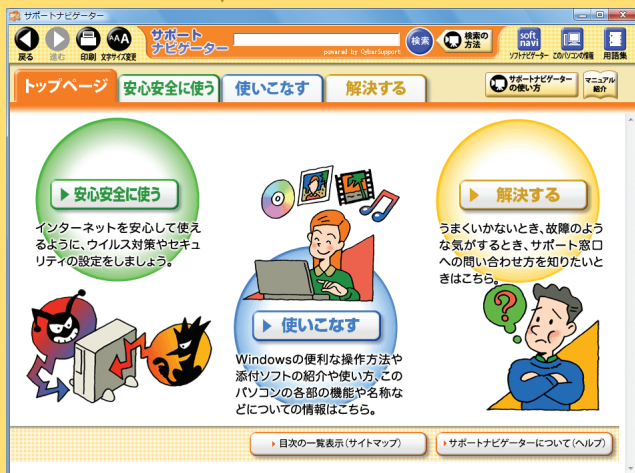 サポートナビゲーター
戻る
進む
印刷
文字サイズ変更
サポート
ナビゲーター
powered by CyberSupport
検索
検索の
方法
soft
navi
ソフトナビゲーター
このパソコンの情報
用語集
トップページ
安心安全に使う
使いこなす
解決する
サポートナビゲーター
の使い方
マニュアル
紹介
安心安全に使う
インターネットを安心して使え
るように、ウイルス対策やセキュ
リティの設定をしましょう。
使いこなす
Windowsの便利な操作方法や
添付ソフトの紹介や使い方、この
パソコンの各部の機能や名称な
どについての情報はこちら。
解決する
うまくいかないとき、故障のよう
な気がするとき、サポート窓口
への問い合わせ方を知りたいと
きはこちら。
?
目次の一覧表示(サイトマップ)
サポートナビゲーターについて(ヘルプ)